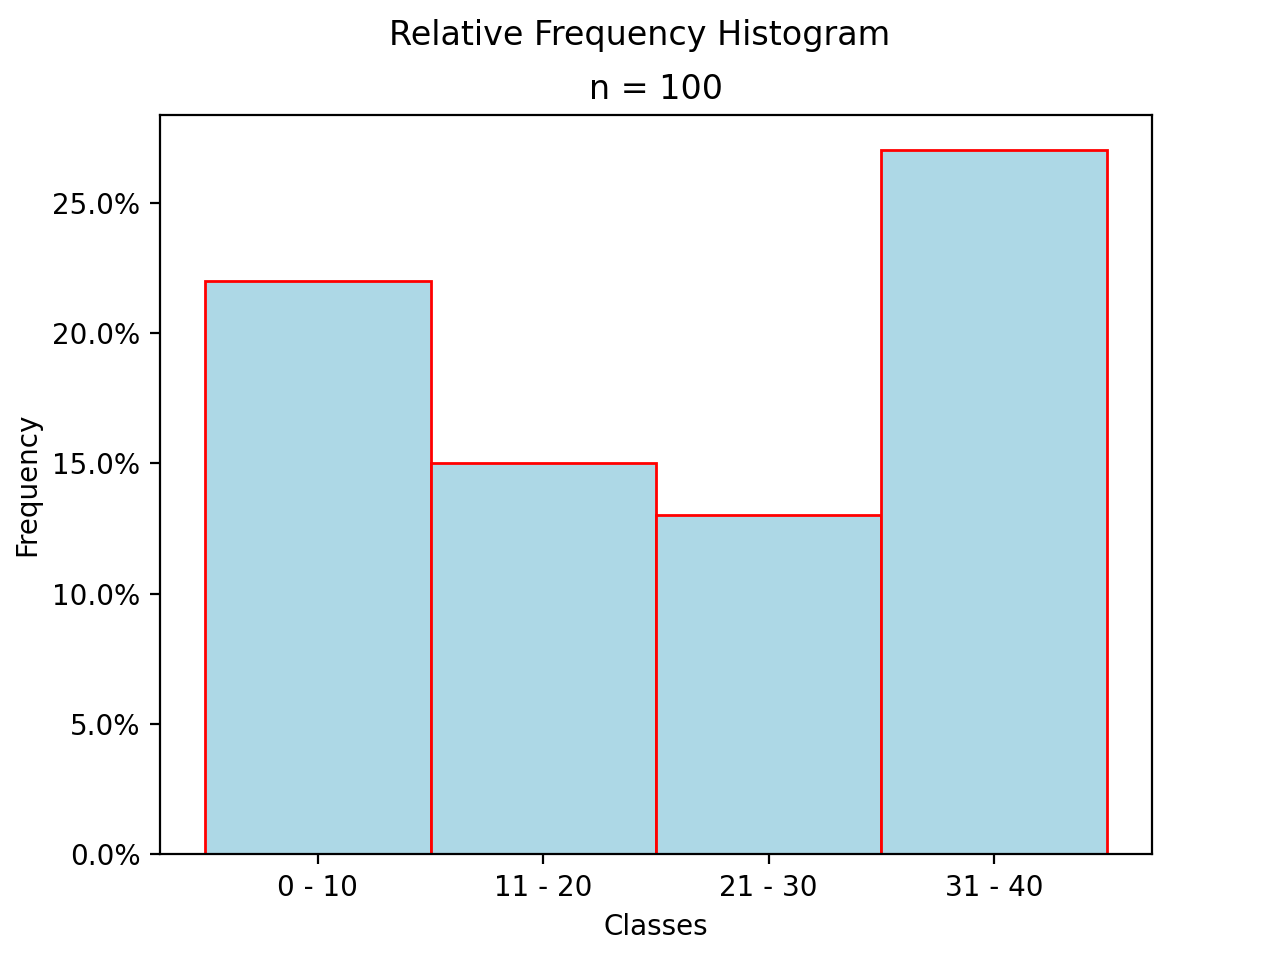 Relative Frequency Histogram
n = 100
25.0%
20.0%
15.0%
10.0%
5.0%
0.0%
Frequency
0 - 10
11 - 20
21 - 30
31 - 40
Classes